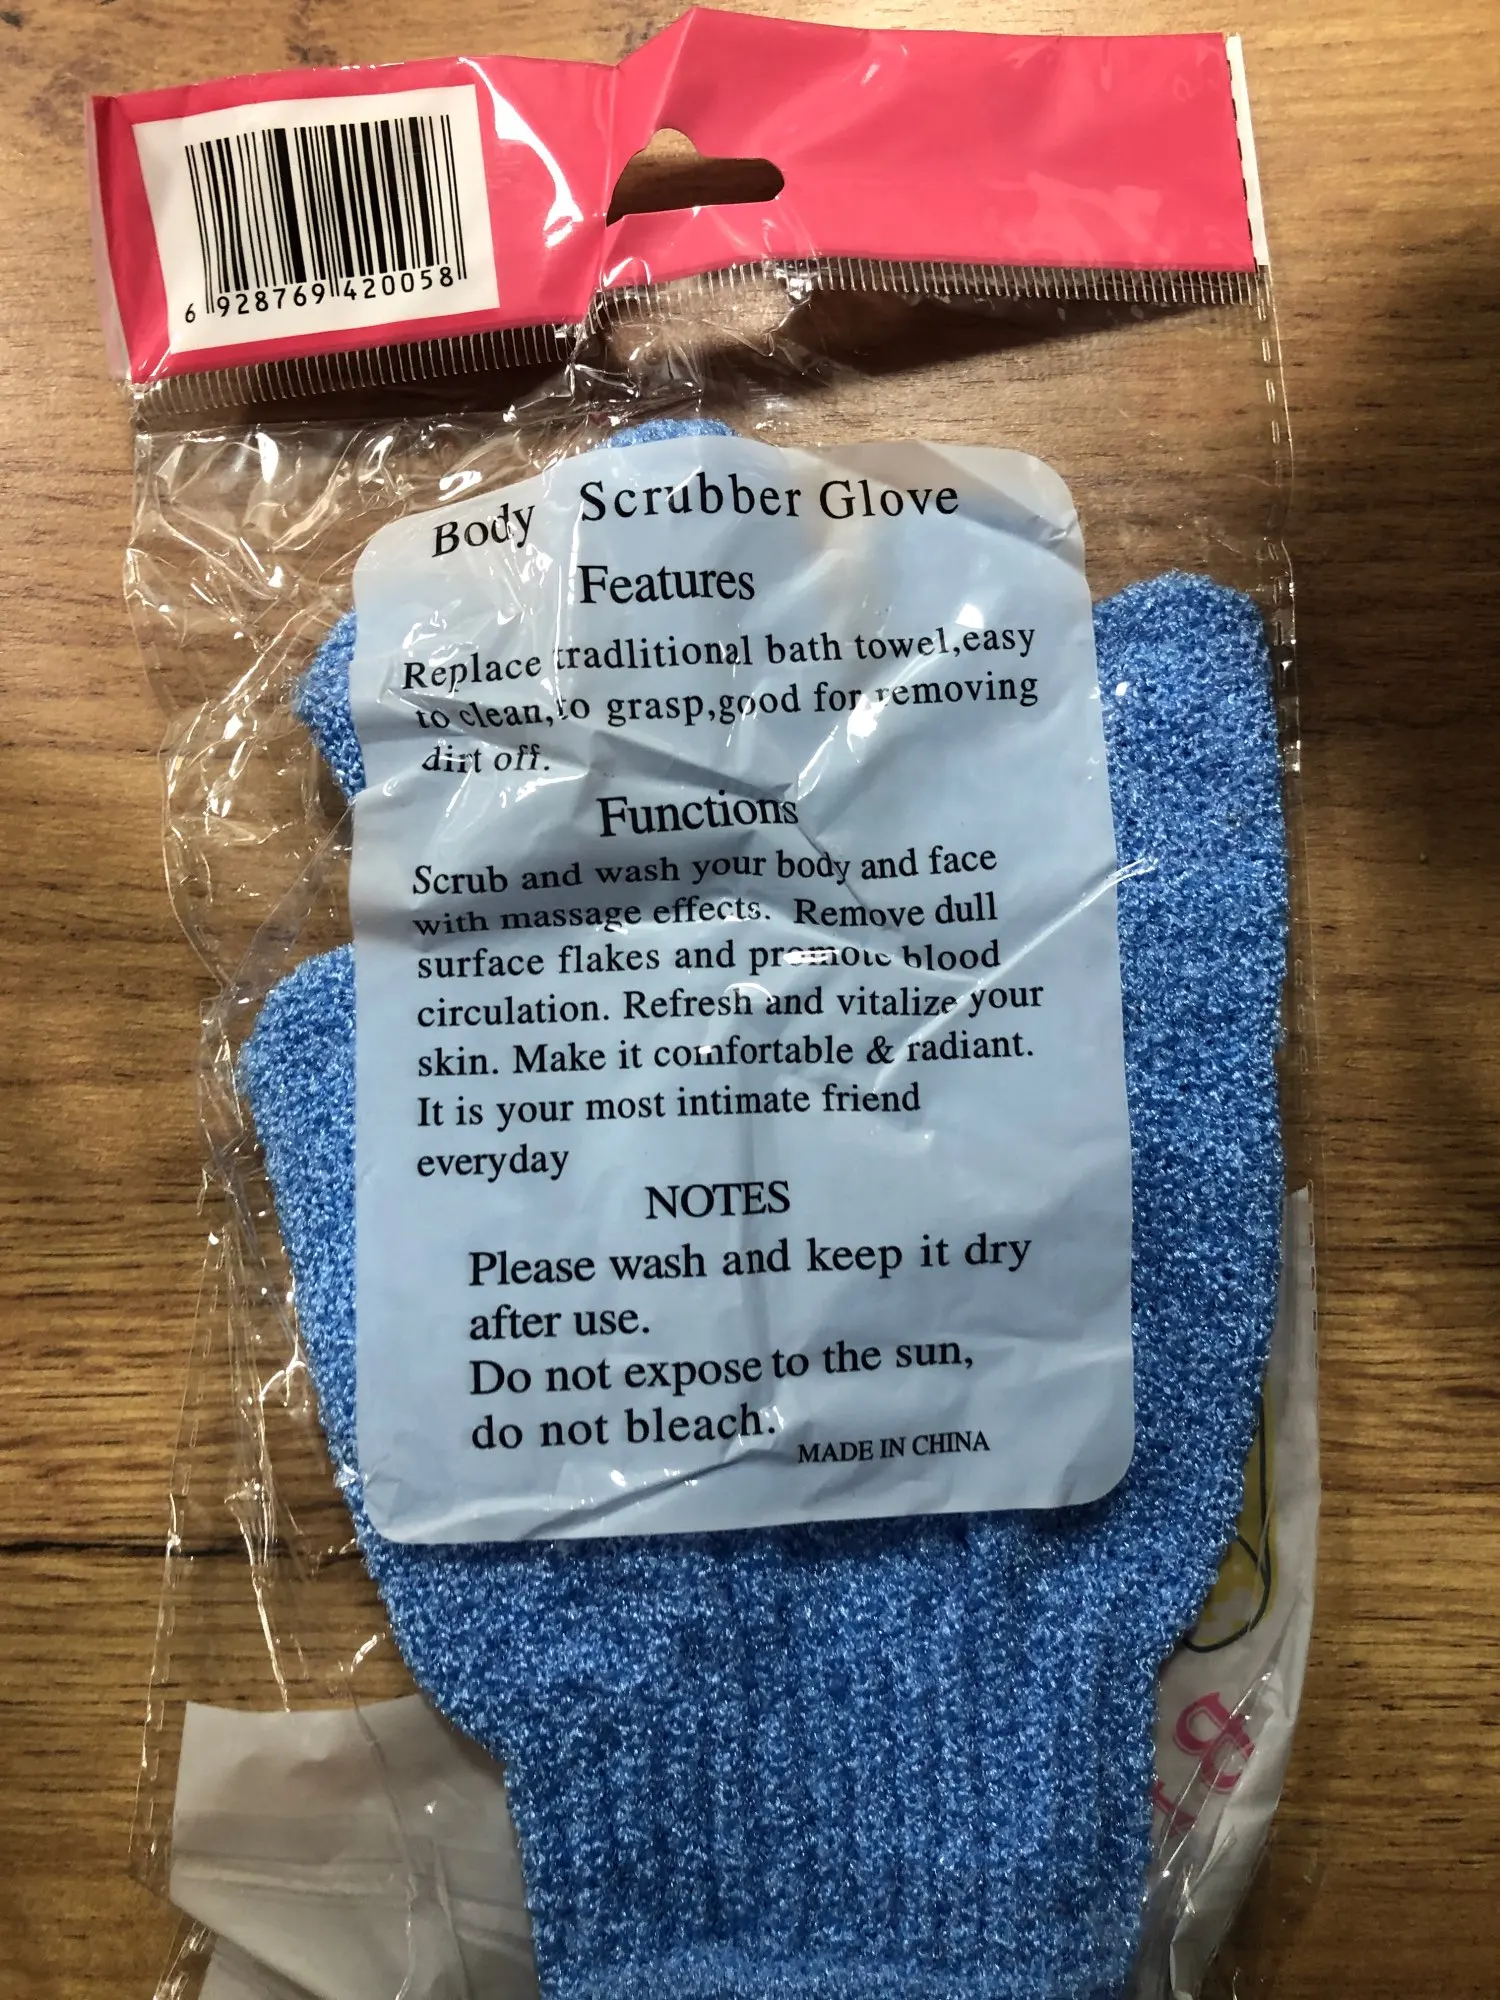 6 928769 420058
Body Scrubber Glove
Features
Replace tradlitional bath towel,easy
to clean,to grasp,good for removing
dirt off.
Functions
Scrub and wash your body and face
with massage effects. Remove dull
surface flakes and promote blood
circulation. Refresh and vitalize your
skin. Make it comfortable & radiant.
It is your most intimate friend
everyday
NOTES
Please wash and keep it dry
after use.
Do not expose to the sun,
do not bleach.
MADE IN CHINA